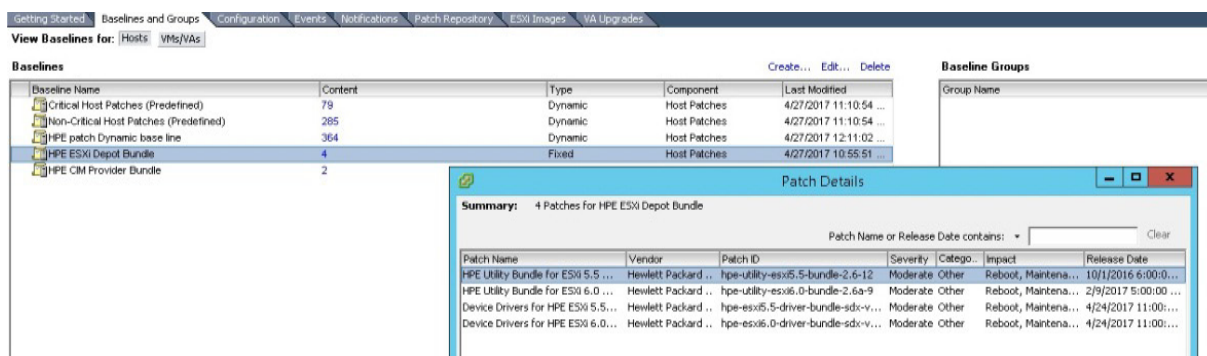 Getting Started Baselines and Groups Configuration Events Notifications Patch Repository ESXi Images VA Upgrades
View Baselines for: Hosts VMs/VAs
Baselines Create... Edit... Delete Baseline Groups
Baseline Name Content Type Component Last Modified Group Name
Critical Host Patches (Predefined) 79 Dynamic Host Patches 4/27/2017 11:10:54 ...
Non-Critical Host Patches (Predefined) 285 Dynamic Host Patches 4/27/2017 11:10:54 ...
HPE patch Dynamic base line 364 Dynamic Host Patches 4/27/2017 12:11:02 ...
HPE ESXi Depot Bundle 4 Fixed Host Patches 4/27/2017 10:55:51 ...
HPE CIM Provider Bundle 2
Patch Details
Summary: 4 Patches for HPE ESXi Depot Bundle
Patch Name or Release Date contains: Clear
Patch Name Vendor Patch ID Severity Catego.. Impact Release Date
HPE Utility Bundle for ESXi 5.5 ... Hewlett Packard .. hpe-utility-esxi5.5-bundle-2.6-12 Moderate Other Reboot, Maintena... 10/1/2016 6:00:0...
HPE Utility Bundle for ESXi 6.0 ... Hewlett Packard .. hpe-utility-esxi6.0-bundle-2.6a-9 Moderate Other Reboot, Maintena... 2/9/2017 5:00:00 ...
Device Drivers for HPE ESXi 5.5... Hewlett Packard .. hpe-esxi5.5-driver-bundle-sdx-v... Moderate Other Reboot, Maintena... 4/24/2017 11:00:...
Device Drivers for HPE ESXi 6.0... Hewlett Packard .. hpe-esxi6.0-driver-bundle-sdx-v... Moderate Other Reboot, Maintena... 4/24/2017 11:00:...